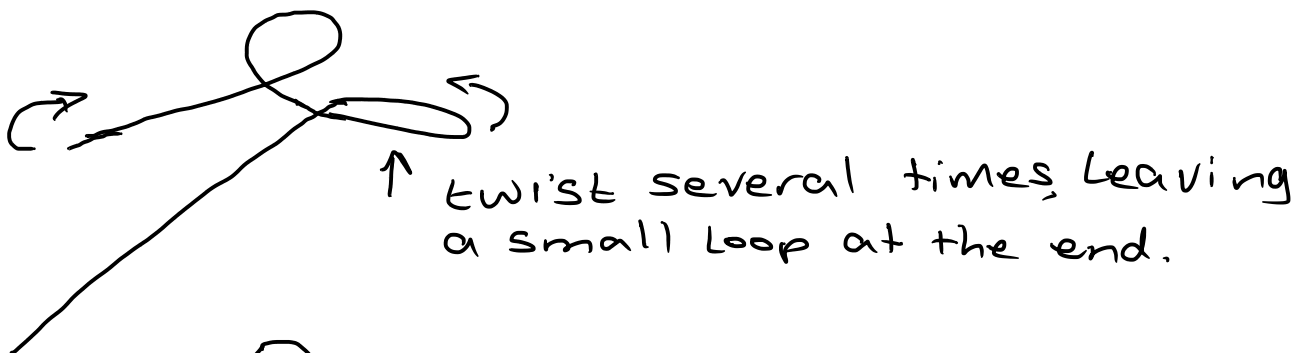 twist several times, Leaving
a small Loop at the end.